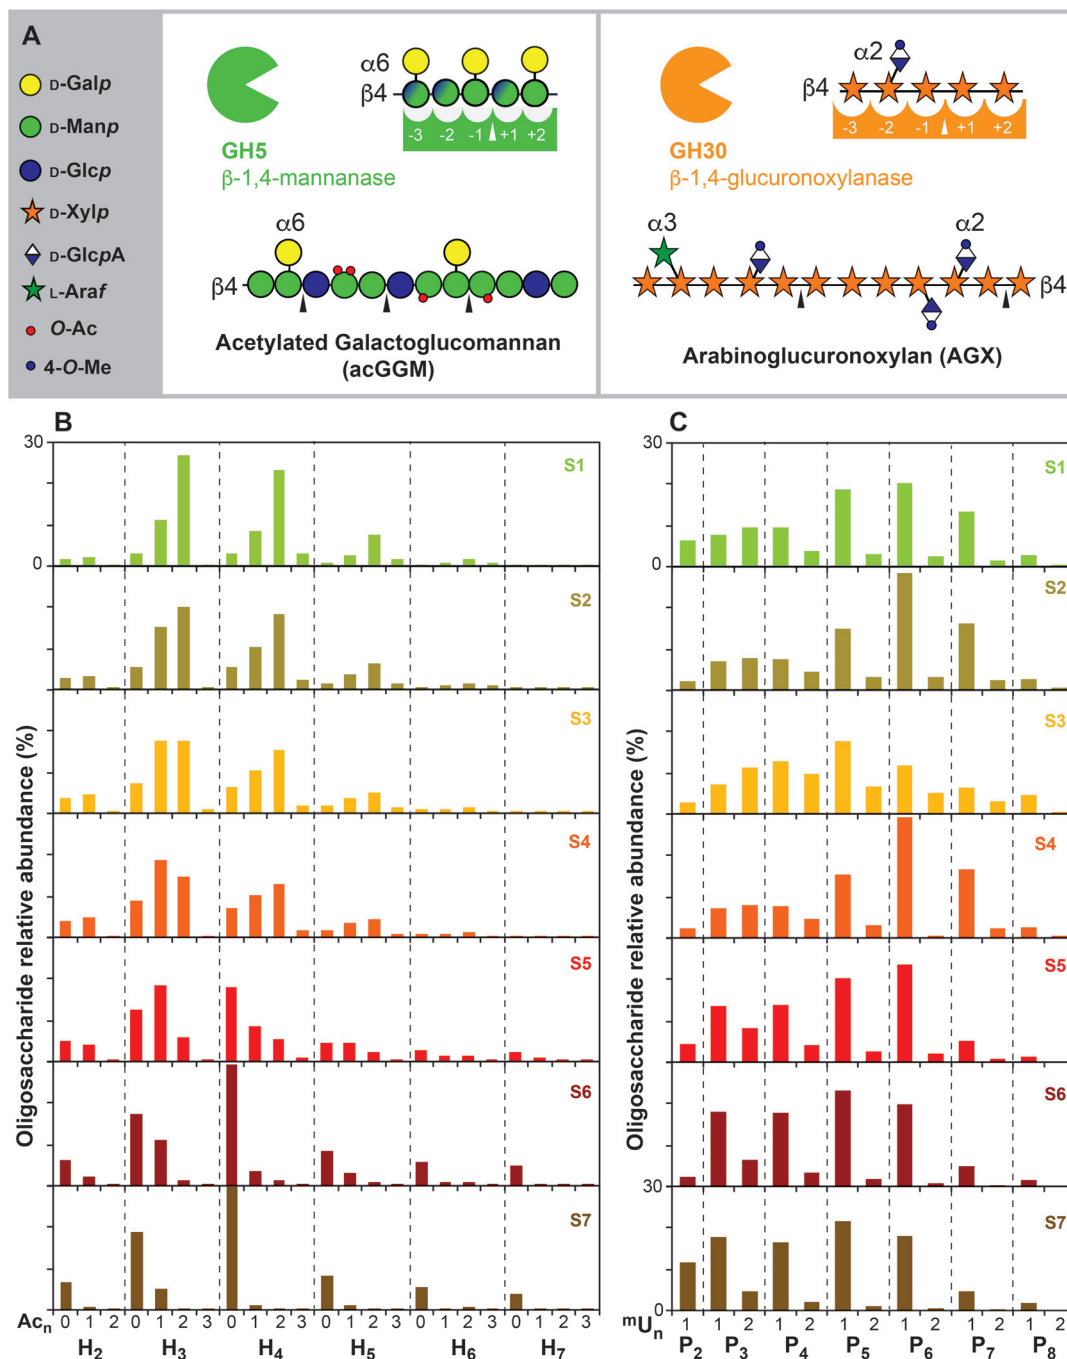 A
D-Galp
D-Manp
D-Glcp
D-Xylp
D-GlcpA
L-Araf
O-Ac
4-O-Me
GH5
β-1,4-mannanase
α6
β4
-3 -2 -1 +1 +2
α6
β4
Acetylated Galactoglucomannan
(acGGM)
GH30
β-1,4-glucuronoxylanase
α2
β4
-3 -2 -1 +1 +2
α3 α2
β4
Arabinoglucuronoxylan (AGX)
B
30
0
Oligosaccharide relative abundance (%)
S1
S2
S3
S4
S5
S6
S7
Acn 0 1 2 0 1 2 3 0 1 2 3 0 1 2 3 0 1 2 3 0 1 2 3
H2 H3 H4 H5 H6 H7
C
30
0
Oligosaccharide relative abundance (%)
S1
S2
S3
S4
S5
S6
30
S7
0
mUn 1 1 2 1 2 1 2 1 2 1 2 1 2
P2 P3 P4 P5 P6 P7 P8